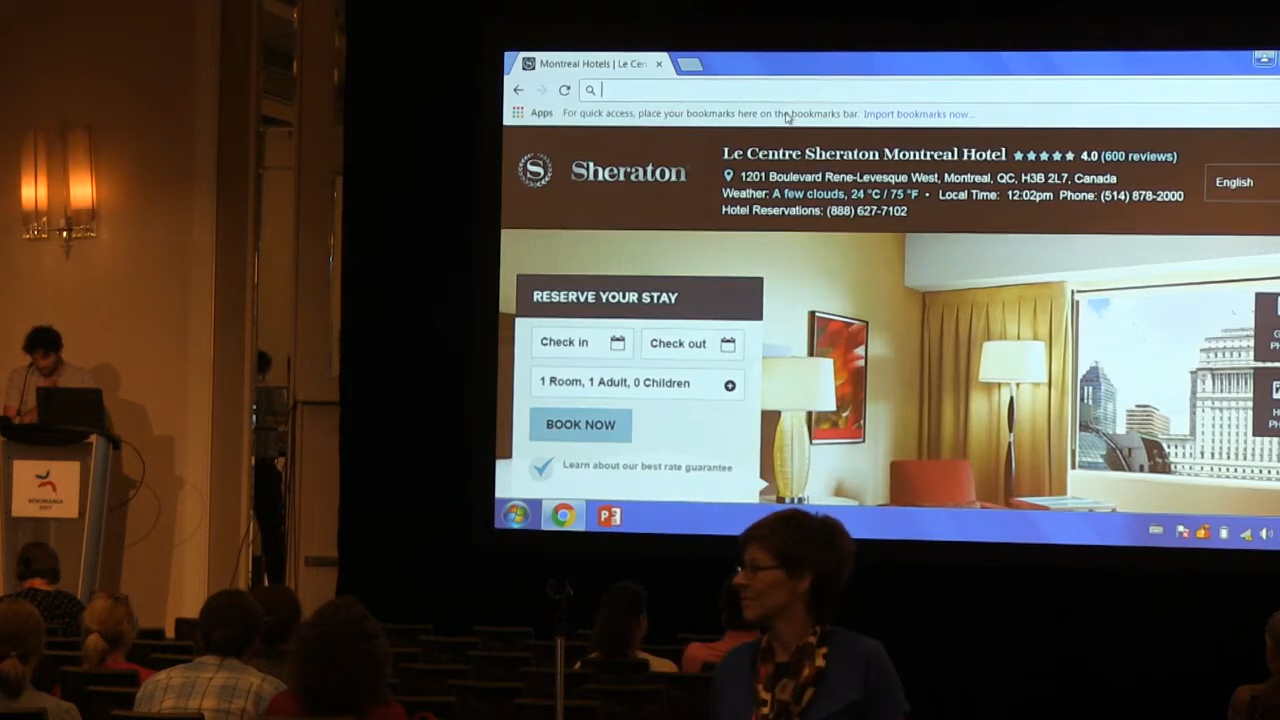 Montreal Hotels | Le Cen
Apps For quick access, place your bookmarks here on the bookmarks bar. Import bookmarks now...
S Sheraton
Le Centre Sheraton Montreal Hotel 4.0 (600 reviews)
1201 Boulevard Rene-Levesque West, Montreal, QC, H3B 2L7, Canada
Weather: A few clouds, 24 °C / 75 °F • Local Time: 12:02pm Phone: (514) 878-2000
Hotel Reservations: (888) 627-7102
English
RESERVE YOUR STAY
Check in Check out
1 Room, 1 Adult, 0 Children
BOOK NOW
Learn about our best rate guarantee
WIKIMANIA
2017